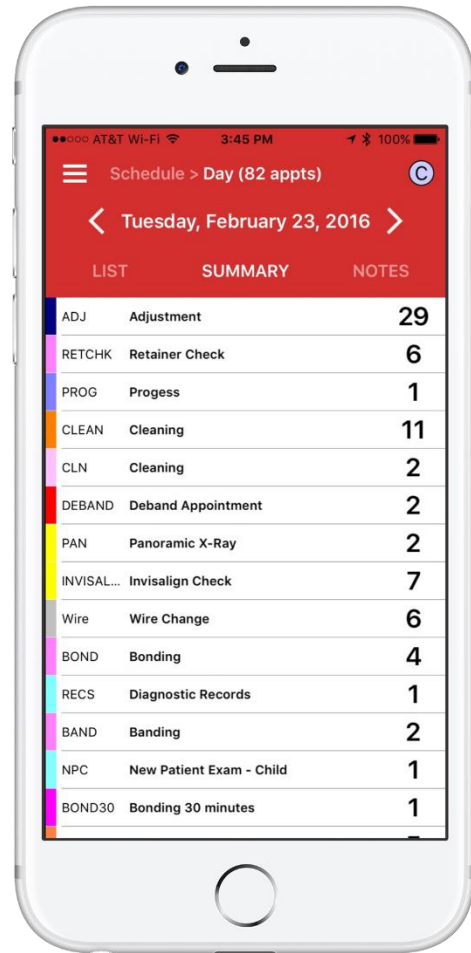 AT&T Wi-Fi 3:45 PM 100%
Schedule > Day (82 appts) C
Tuesday, February 23, 2016
LIST SUMMARY NOTES
ADJ Adjustment 29
RETCHK Retainer Check 6
PROG Progess 1
CLEAN Cleaning 11
CLN Cleaning 2
DEBAND Deband Appointment 2
PAN Panoramic X-Ray 2
INVISAL... Invisalign Check 7
Wire Wire Change 6
BOND Bonding 4
RECS Diagnostic Records 1
BAND Banding 2
NPC New Patient Exam - Child 1
BOND30 Bonding 30 minutes 1